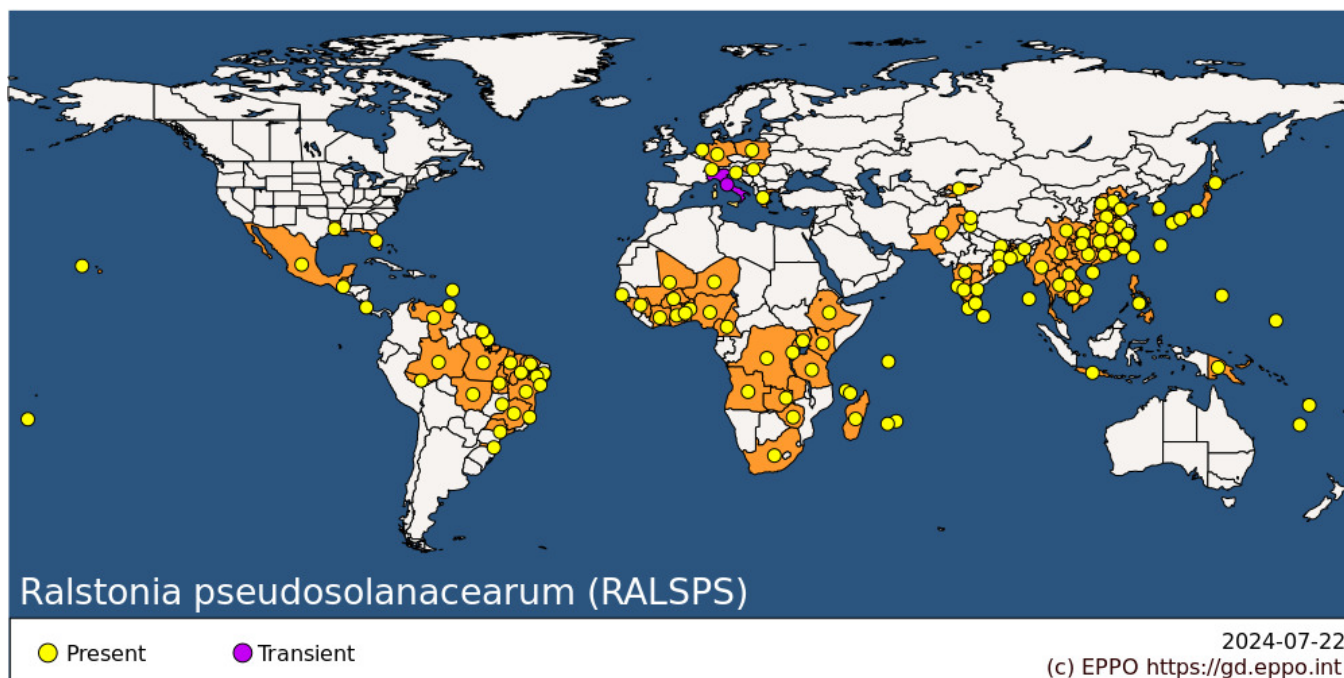 Ralstonia pseudosolanacearum (RALSPS)
Present
Transient
2024-07-22
(c) EPPO https://gd.eppo.int